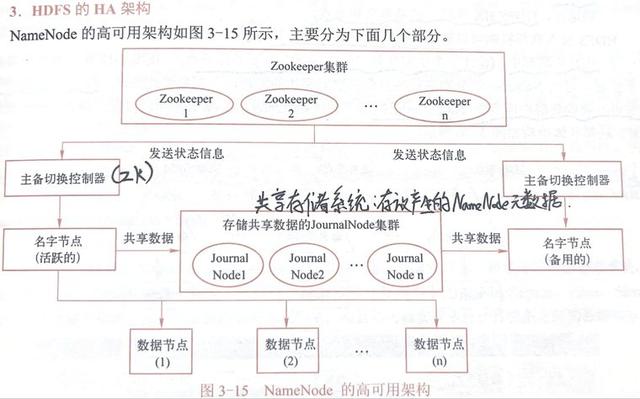 3. HDFS 的 HA 架构
NameNode 的高可用架构如图 3-15 所示，主要分为下面几个部分。
Zookeeper集群
Zookeeper
1
Zookeeper
2
…
Zookeeper
n
发送状态信息
发送状态信息
主备切换控制器
(ZK)
主备切换控制器
共享存储系统:存放产生的NameNode元数据.
名字节点
(活跃的)
共享数据
存储共享数据的JournalNode集群
Journal
Node1
Journal
Node2
…
Journal
Node n
共享数据
名字节点
(备用的)
数据节点
(1)
数据节点
(2)
…
数据节点
(n)
图 3-15 NameNode 的高可用架构